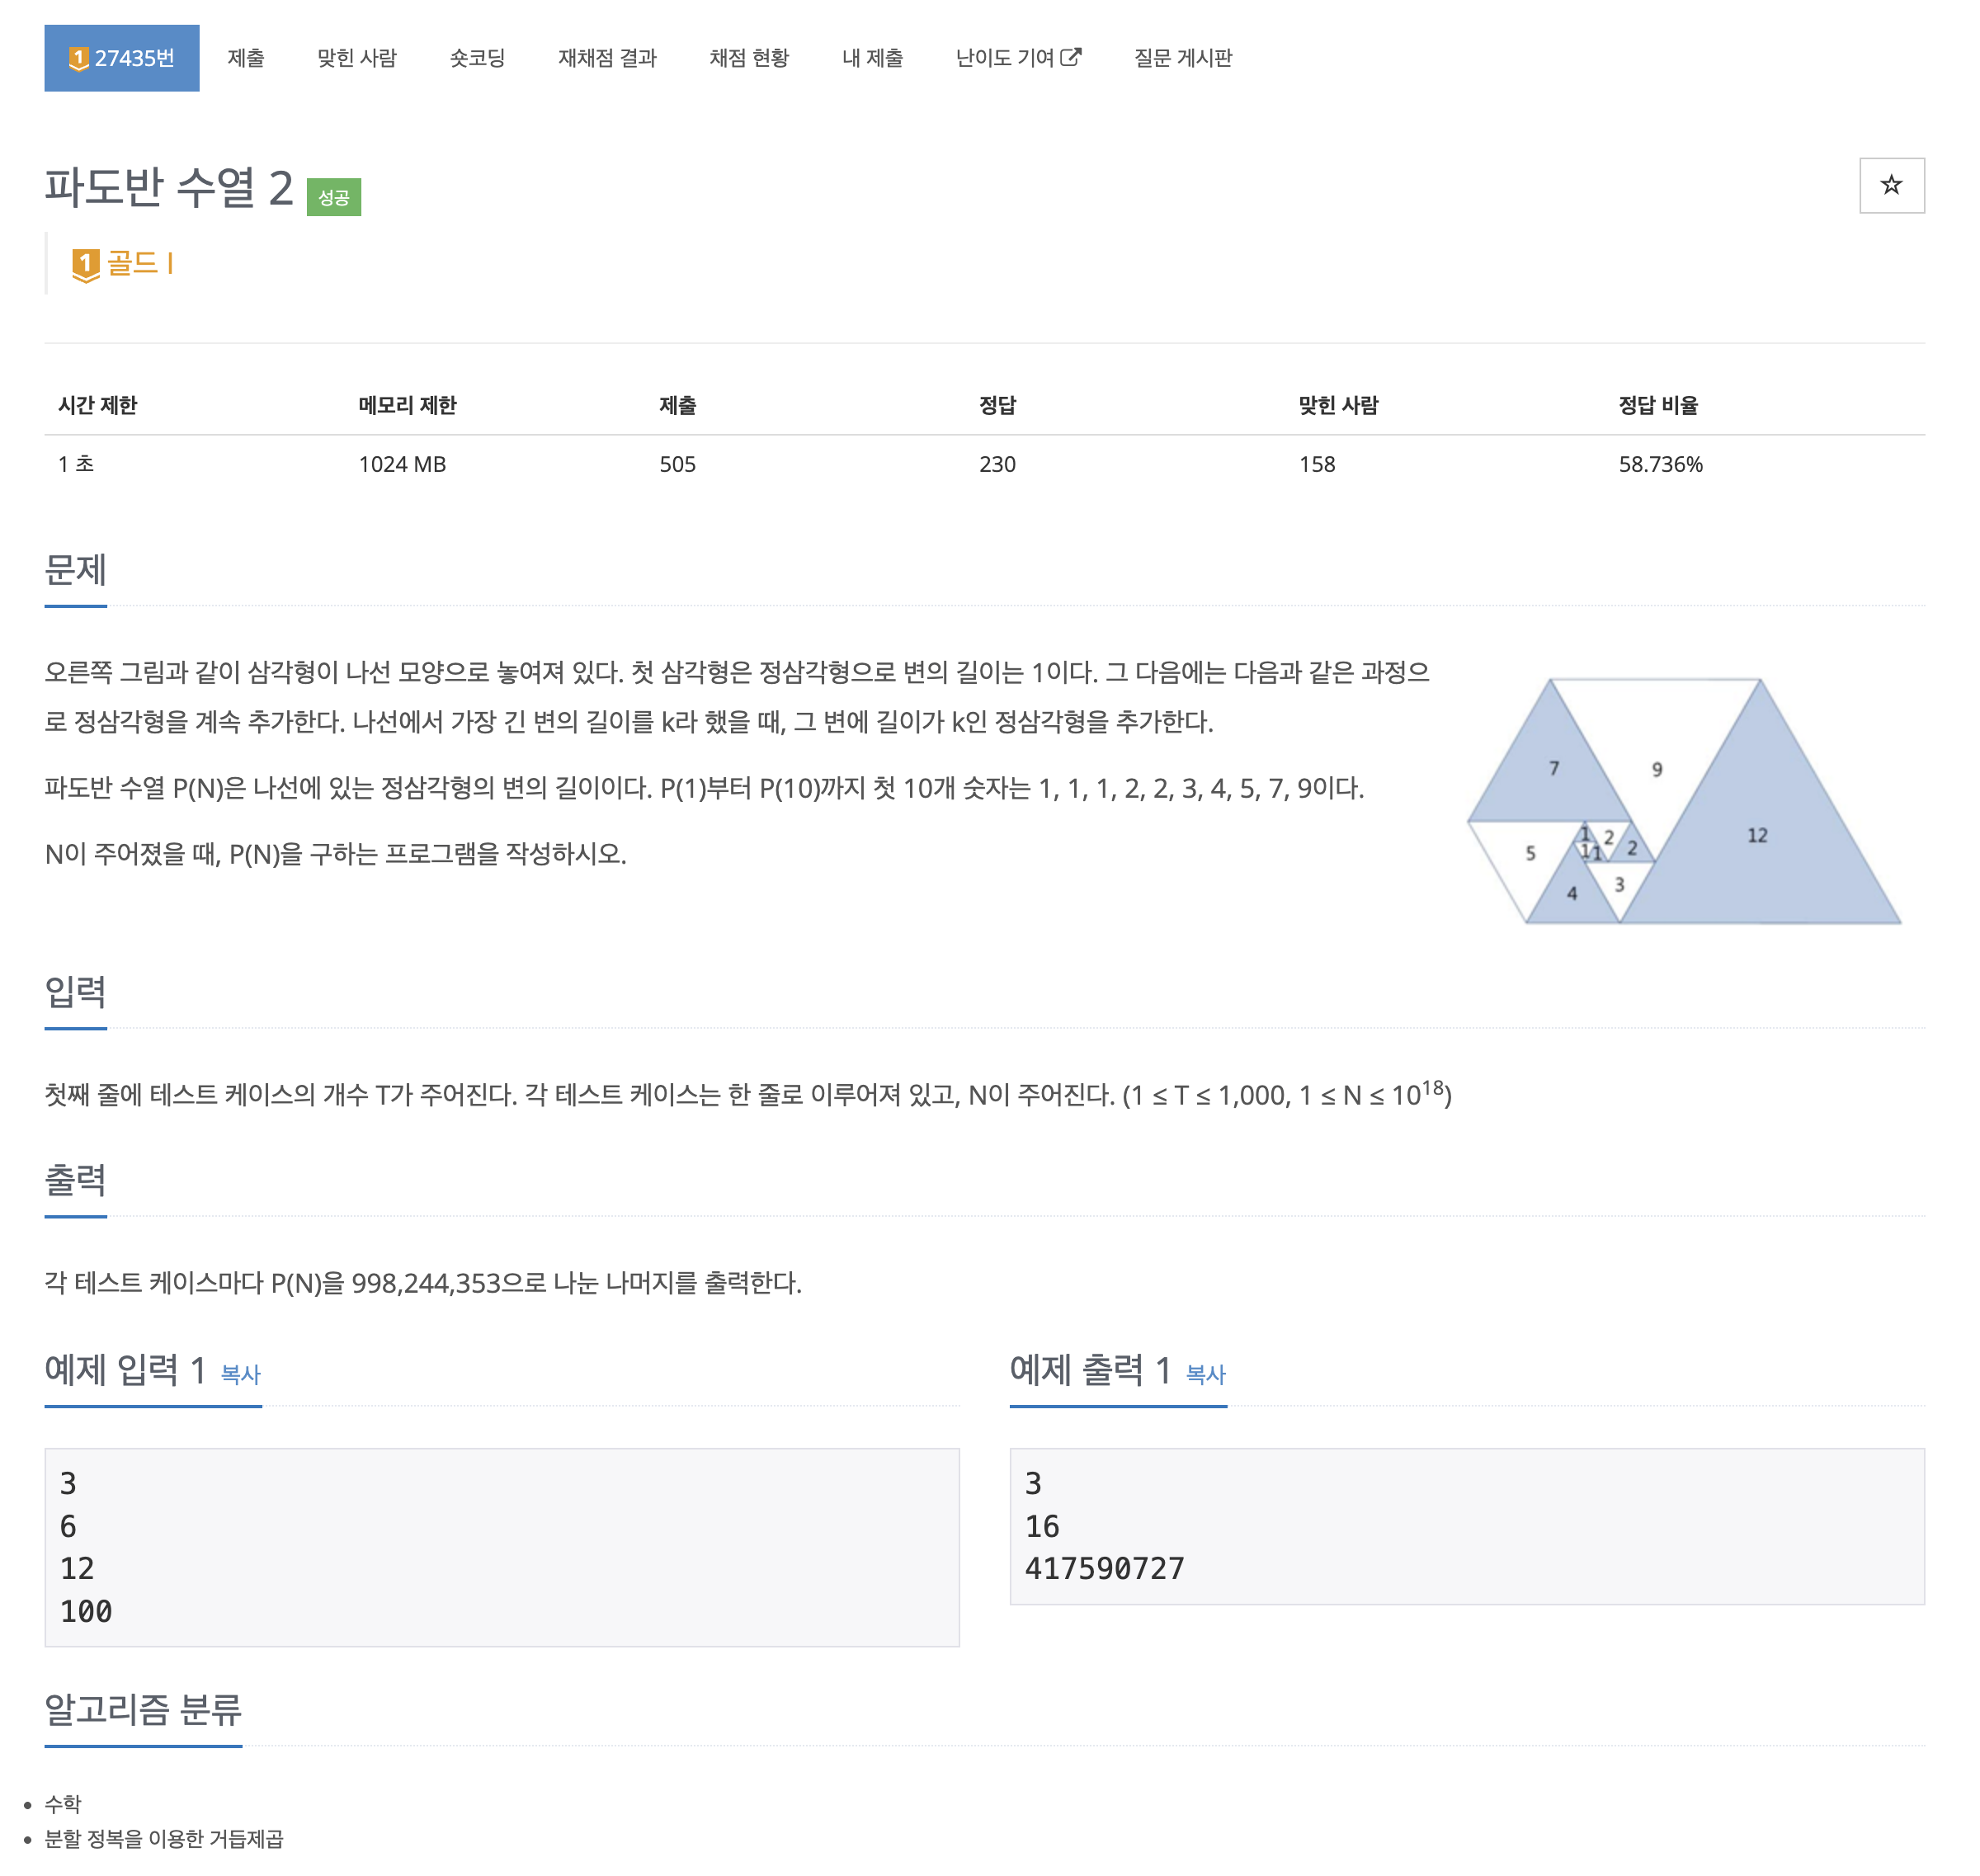 1 27435번 제출 맞힌 사람 숏코딩 재채점 결과 채점 현황 내 제출 난이도 기여 질문 게시판
파도반 수열 2 성공
☆
1 골드 I
시간 제한 메모리 제한 제출 정답 맞힌 사람 정답 비율
1 초 1024 MB 505 230 158 58.736%
문제
오른쪽 그림과 같이 삼각형이 나선 모양으로 놓여져 있다. 첫 삼각형은 정삼각형으로 변의 길이는 1이다. 그 다음에는 다음과 같은 과정으
로 정삼각형을 계속 추가한다. 나선에서 가장 긴 변의 길이를 k라 했을 때, 그 변에 길이가 k인 정삼각형을 추가한다.
파도반 수열 P(N)은 나선에 있는 정삼각형의 변의 길이이다. P(1)부터 P(10)까지 첫 10개 숫자는 1, 1, 1, 2, 2, 3, 4, 5, 7, 9이다.
N이 주어졌을 때, P(N)을 구하는 프로그램을 작성하시오.
7 9
12
1 2
5 1 1 2
4 3
입력
첫째 줄에 테스트 케이스의 개수 T가 주어진다. 각 테스트 케이스는 한 줄로 이루어져 있고, N이 주어진다. (1 ≤ T ≤ 1,000, 1 ≤ N ≤ 10^18)
출력
각 테스트 케이스마다 P(N)을 998,244,353으로 나눈 나머지를 출력한다.
예제 입력 1 복사
3
6
12
100
예제 출력 1 복사
3
16
417590727
알고리즘 분류
• 수학
• 분할 정복을 이용한 거듭제곱